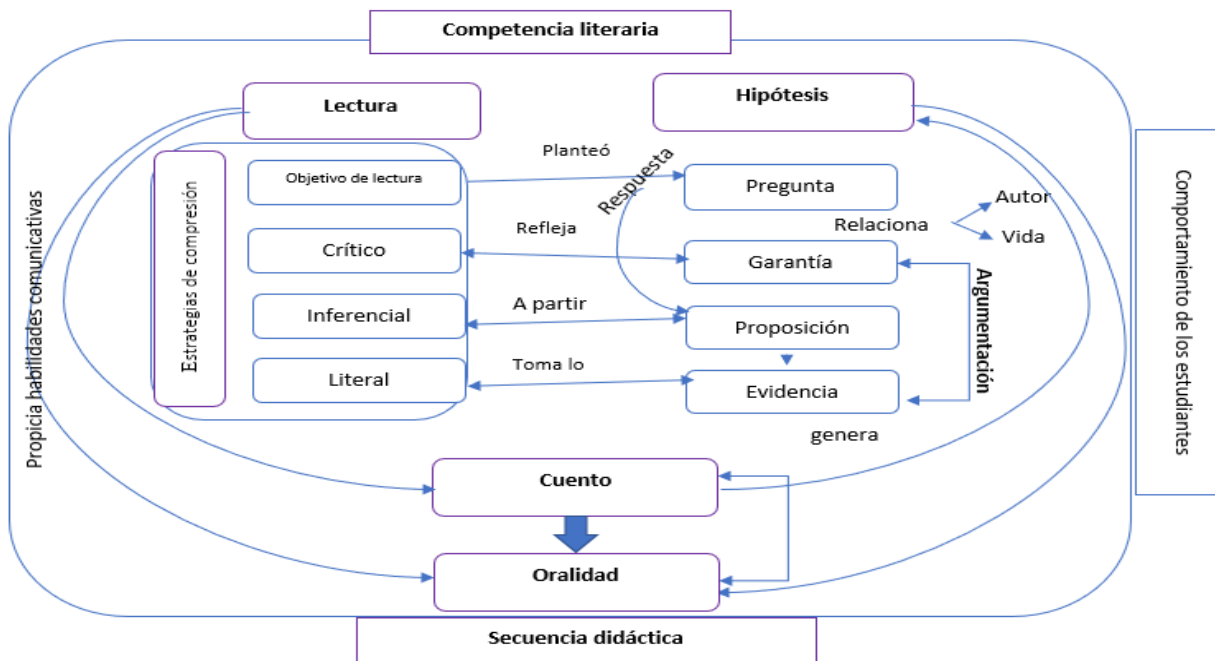 Competencia literaria
Lectura
Hipótesis
Propicia habilidades comunicativas
Estrategias de compresión
Objetivo de lectura
Crítico
Inferencial
Literal
Planteó
Refleja
A partir
Toma lo
Respuesta
Pregunta
Relaciona
Autor
Vida
Garantía
Proposición
Evidencia
Argumentación
genera
Comportamiento de los estudiantes
Cuento
Oralidad
Secuencia didáctica